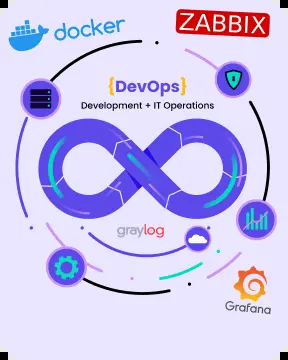 docker
ZABBIX
{DevOps}
Development + IT Operations
graylog
Grafana